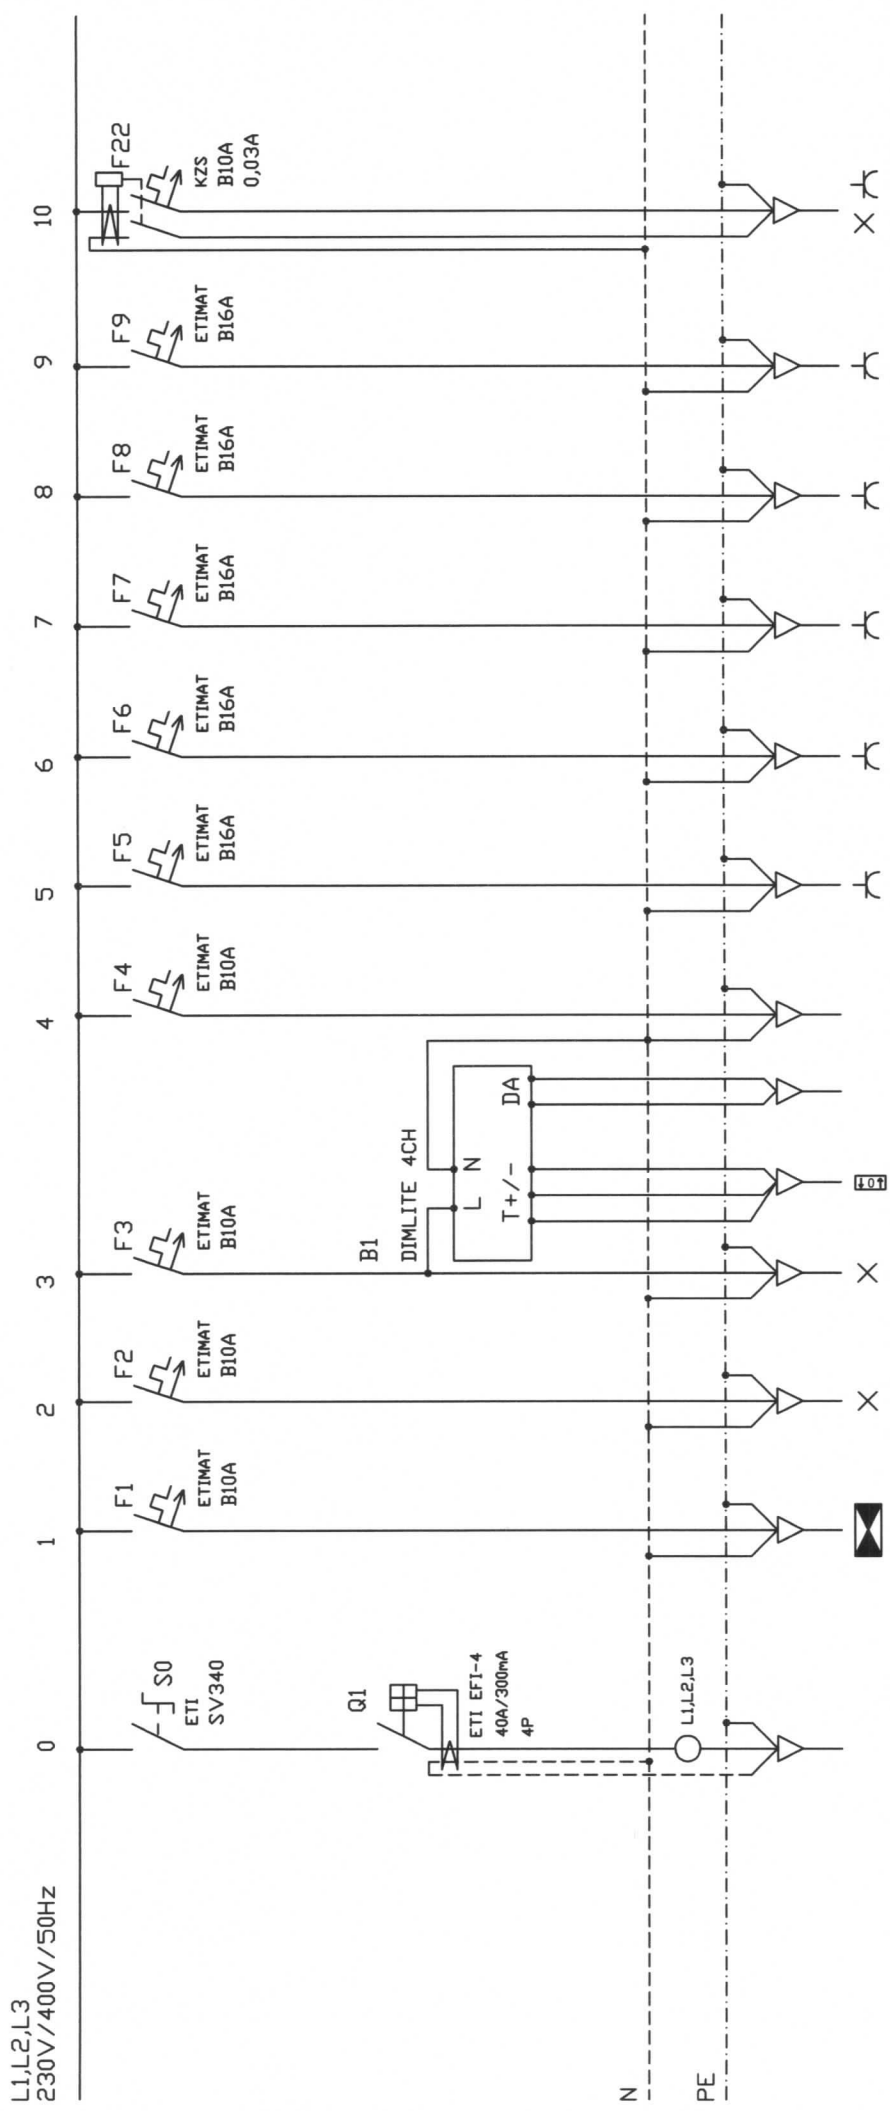 L1,L2,L3
230V/400V/50Hz
0
1
2
3
4
5
6
7
8
9
10
S0
ETI
SV340
Q1
ETI EFI-4
40A/300mA
4P
L1,L2,L3
F1
ETIMAT
B10A
F2
ETIMAT
B10A
F3
ETIMAT
B10A
B1
DIMLITE 4CH
L N
T+/- DA
F4
ETIMAT
B10A
F5
ETIMAT
B16A
F6
ETIMAT
B16A
F7
ETIMAT
B16A
F8
ETIMAT
B16A
F9
ETIMAT
B16A
F22
KZS
B10A
0,03A
N
PE